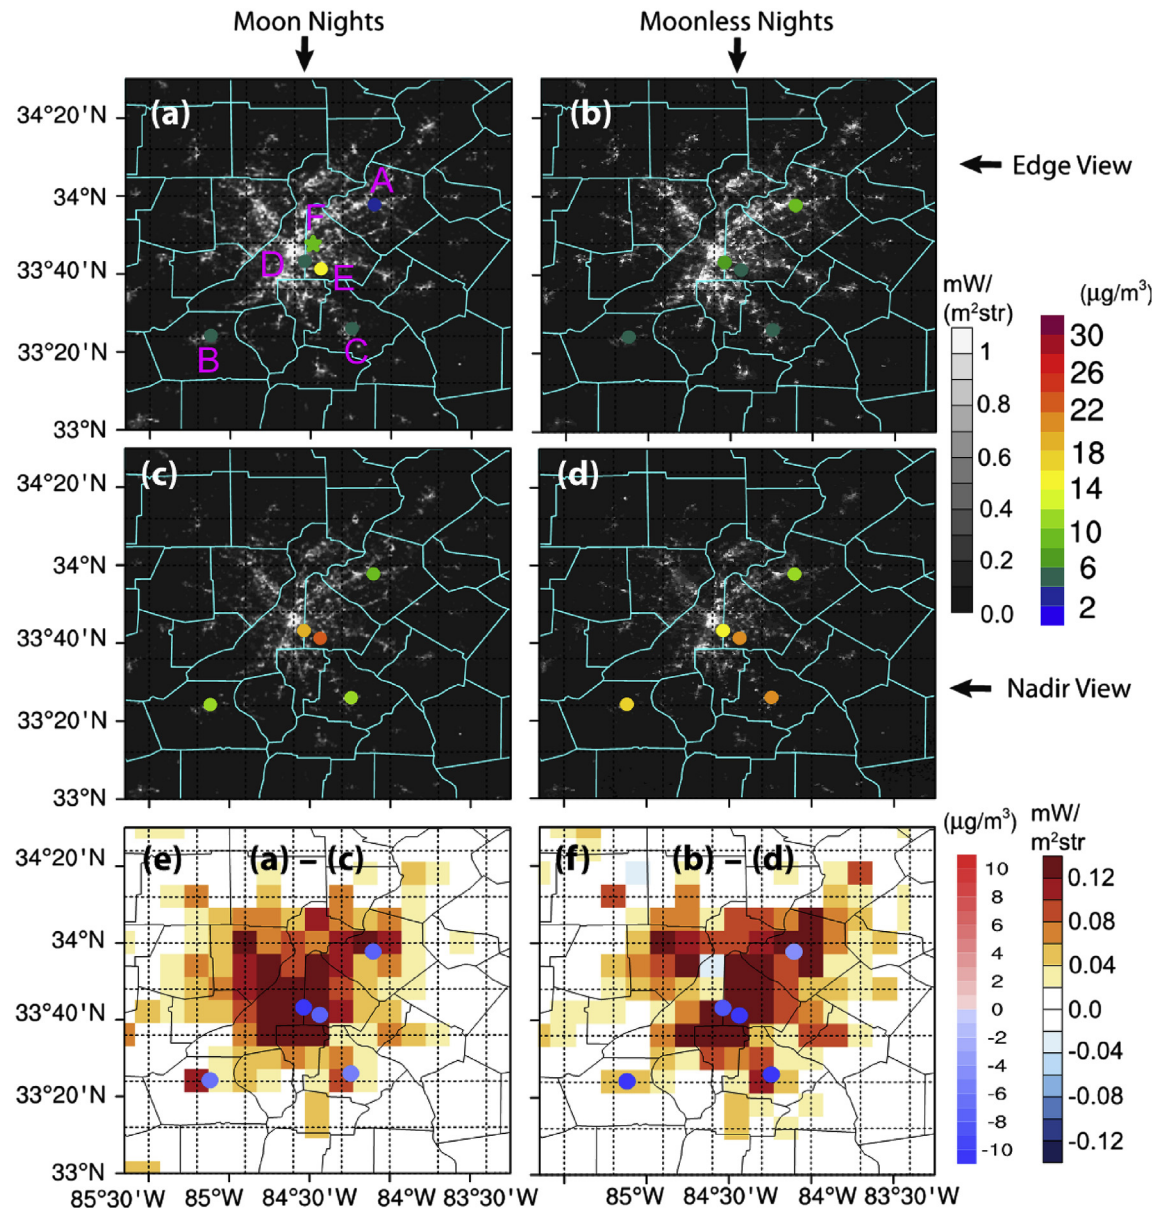 Moon Nights
Moonless Nights
34°20'N
34°N
33°40'N
33°20'N
33°N
(a)
A
F
D
E
B
C
(b)
Edge View
mW/
(m²str)
1
0.8
0.6
0.4
0.2
0.0
(μg/m³)
30
26
22
18
14
10
6
2
34°20'N
34°N
33°40'N
33°20'N
33°N
(c)
(d)
Nadir View
34°20'N
34°N
33°40'N
33°20'N
33°N
(e) (a) – (c)
(f) (b) – (d)
(μg/m³)
10
8
6
4
2
0
-2
-4
-6
-8
-10
mW/
m²str
0.12
0.08
0.04
0.0
-0.04
-0.08
-0.12
85°30'W 84°W 84°30'W 84°W 83°30'W
85°W 84°30'W 84°W 83°30'W